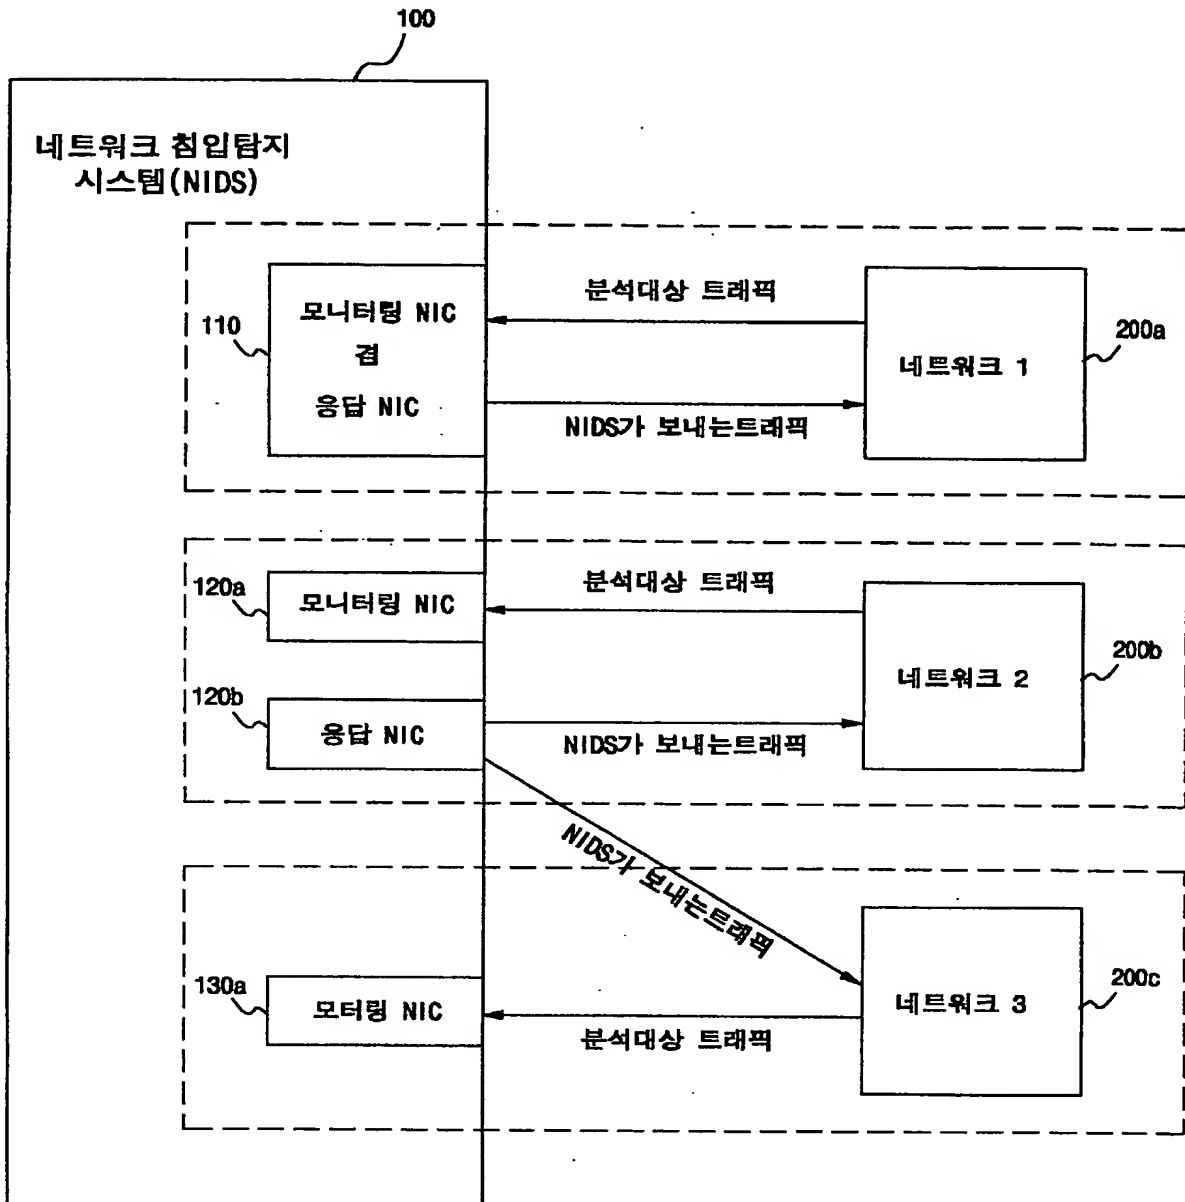 100
네트워크 침입탐지
시스템(NIDS)
110
모니터링 NIC
겸
응답 NIC
분석대상 트래픽
NIDS가 보내는트래픽
네트워크 1
200a
120a
모니터링 NIC
분석대상 트래픽
120b
응답 NIC
NIDS가 보내는트래픽
네트워크 2
200b
NIDS가 보내는트래픽
130a
모터링 NIC
분석대상 트래픽
네트워크 3
200c